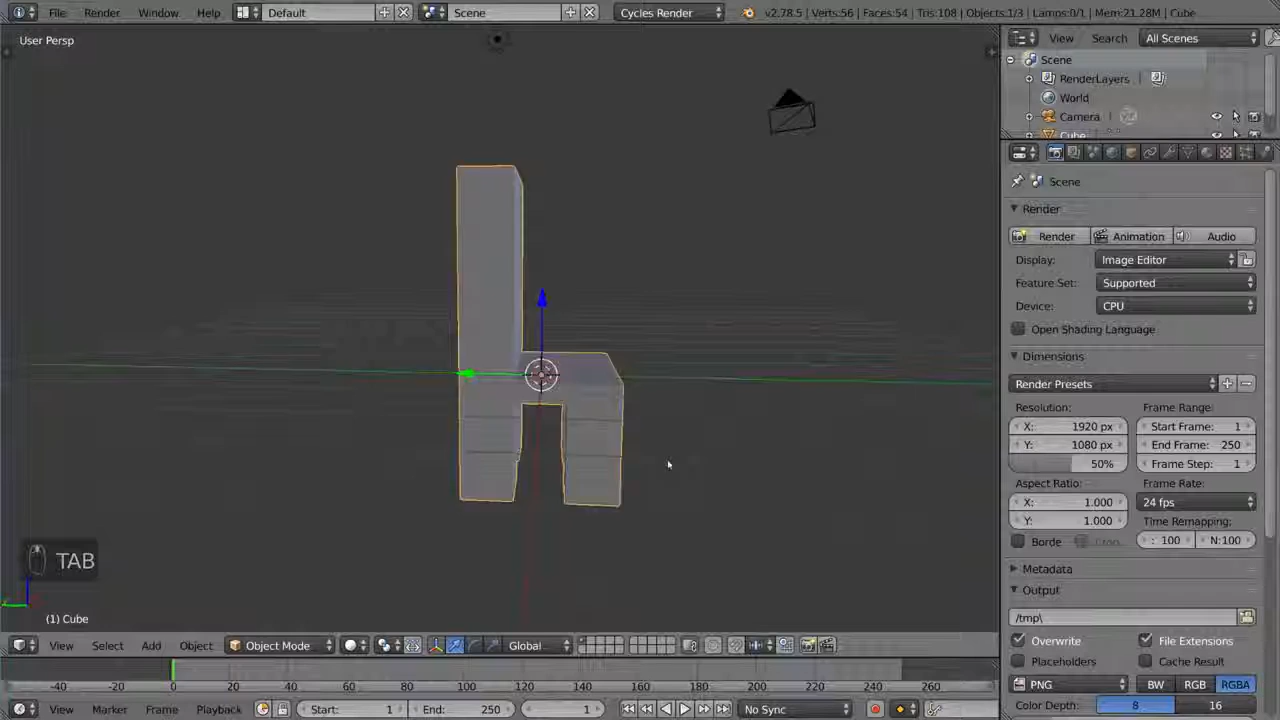 File Render Window Help Default Scene Cycles Render v2.78.5 | Verts:56 | Faces:54 | Tris:108 | Objects:1/3 | Lamps:0/1 | Mem:21.28M | Cube
User Persp
View Search All Scenes
Scene
RenderLayers
World
Camera
Cube
Scene
Render
Render Animation Audio
Display: Image Editor
Feature Set: Supported
Device: CPU
Open Shading Language
Dimensions
Render Presets
Resolution: Frame Range:
X: 1920 px Start Frame: 1
Y: 1080 px End Frame: 250
50% Frame Step: 1
Aspect Ratio: Frame Rate:
X: 1.000 24 fps
Y: 1.000 Time Remapping:
Borde : 100 N:100
Metadata
Output
/tmp\
Overwrite File Extensions
Placeholders Cache Result
PNG BW RGB RGBA
Color Depth: 8 16
TAB
(1) Cube
View Select Add Object Object Mode Global
-40 -20 0 20 40 60 80 100 120 140 160 180 200 220 240 260
View Marker Frame Playback Start: 1 End: 250 1 No Sync